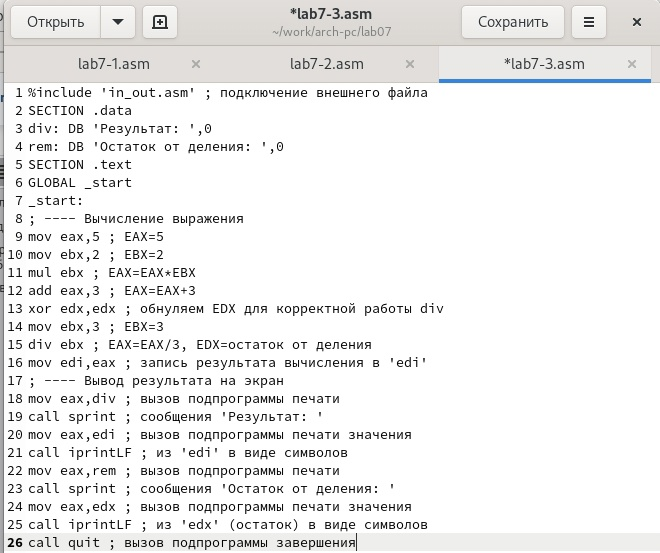 Открыть
*lab7-3.asm
~/work/arch-pc/lab07
Сохранить
lab7-1.asm
lab7-2.asm
*lab7-3.asm
1 %include 'in_out.asm' ; подключение внешнего файла
2 SECTION .data
3 div: DB 'Результат: ',0
4 rem: DB 'Остаток от деления: ',0
5 SECTION .text
6 GLOBAL _start
7 _start:
8 ; ---- Вычисление выражения
9 mov eax,5 ; EAX=5
10 mov ebx,2 ; EBX=2
11 mul ebx ; EAX=EAX*EBX
12 add eax,3 ; EAX=EAX+3
13 xor edx,edx ; обнуляем EDX для корректной работы div
14 mov ebx,3 ; EBX=3
15 div ebx ; EAX=EAX/3, EDX=остаток от деления
16 mov edi,eax ; запись результата вычисления в 'edi'
17 ; ---- Вывод результата на экран
18 mov eax,div ; вызов подпрограммы печати
19 call sprint ; сообщения 'Результат: '
20 mov eax,edi ; вызов подпрограммы печати значения
21 call iprintLF ; из 'edi' в виде символов
22 mov eax,rem ; вызов подпрограммы печати
23 call sprint ; сообщения 'Остаток от деления: '
24 mov eax,edx ; вызов подпрограммы печати значения
25 call iprintLF ; из 'edx' (остаток) в виде символов
26 call quit ; вызов подпрограммы завершения